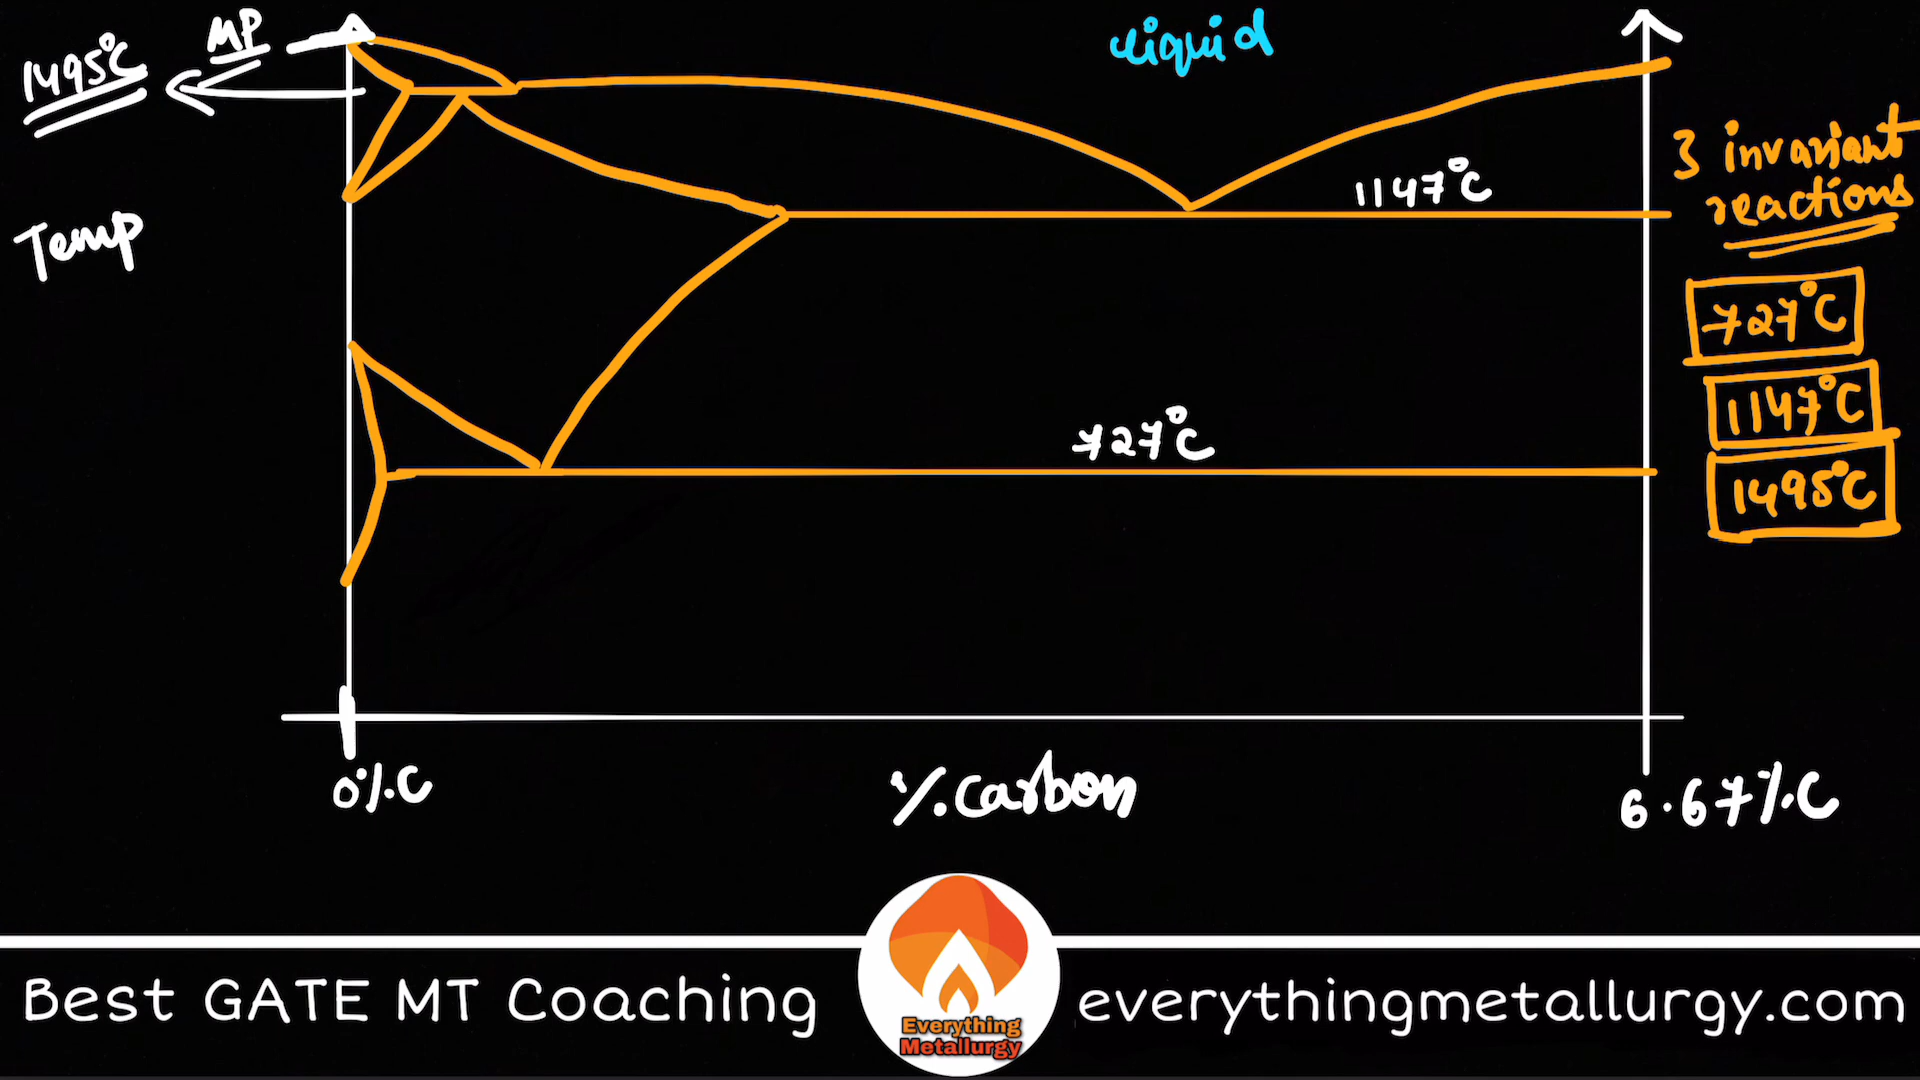 MP
1495°C
liquid
1147°C
3 invariant
reactions
Temp
727°C
1147°C
1495°C
727°C
0%.C
%.Carbon
6.67%.C
Best GATE MT Coaching
Everything
Metallurgy
everythingmetallurgy.com